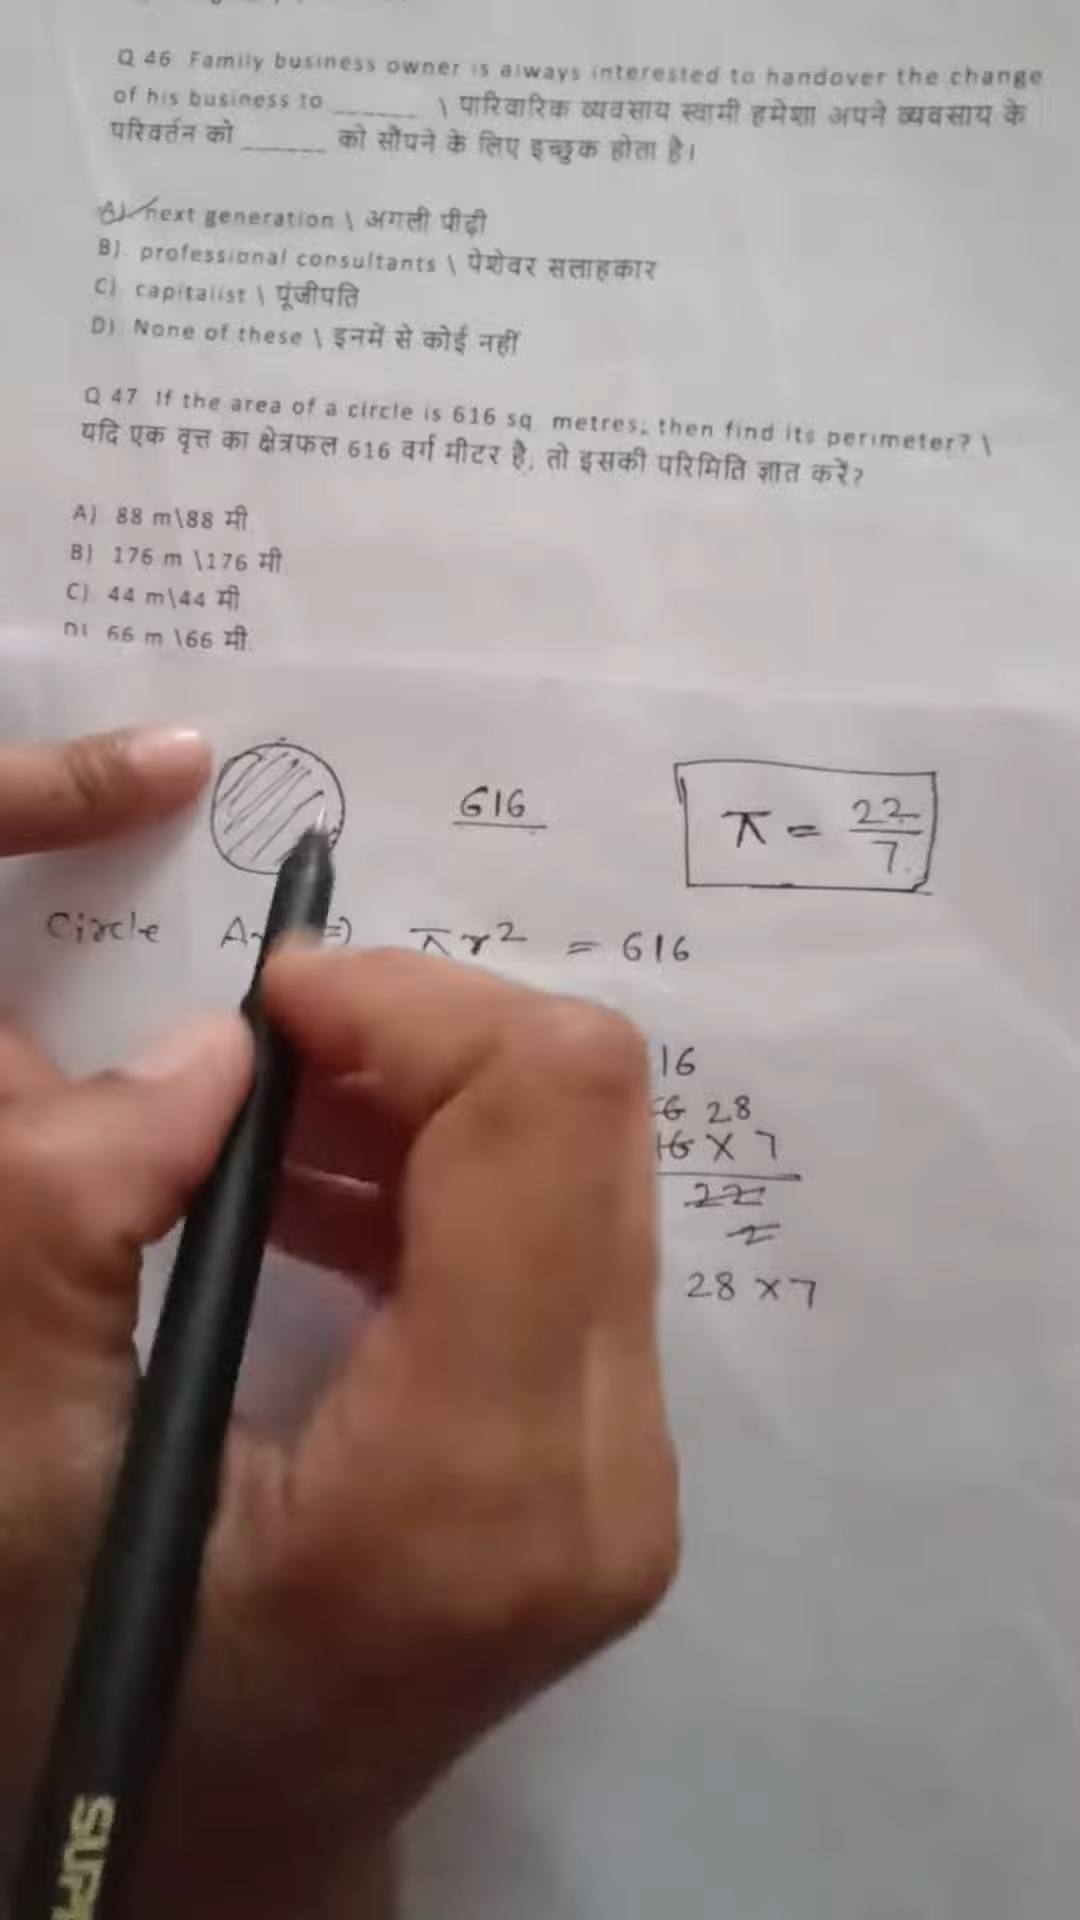 Q 46 Family business owner is always interested to handover the change
of his business to ______ \ पारिवारिक व्यवसाय स्वामी हमेशा अपने व्यवसाय के
परिवर्तन को ______ को सौंपने के लिए इच्छुक होता है।
A) next generation \ अगली पीढ़ी
B) professional consultants \ पेशेवर सलाहकार
C) capitalist \ पूंजीपति
D) None of these \ इनमें से कोई नहीं
Q 47 If the area of a circle is 616 sq metres; then find its perimeter? \
यदि एक वृत्त का क्षेत्रफल 616 वर्ग मीटर है, तो इसकी परिमिति ज्ञात करें?
A) 88 m\88 मी
B) 176 m \176 मी
C) 44 m\44 मी
D) 66 m \66 मी
616
π = 22/7
Circle πr² = 616
16
28
16 × 7
22
2
28 × 7
SUP